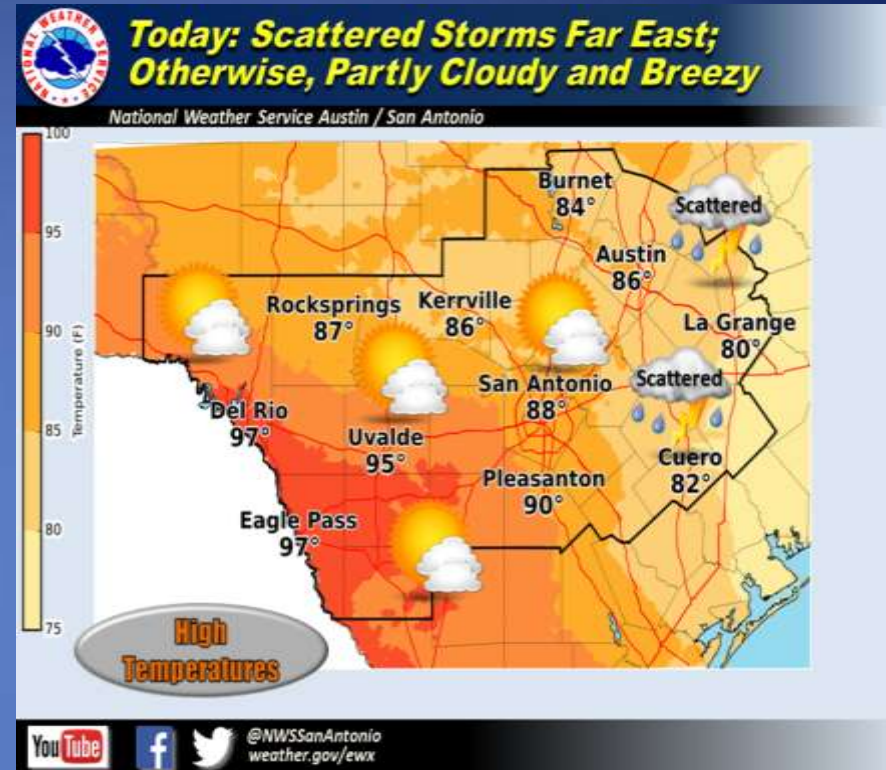 NATIONAL WEATHER SERVICE
Today: Scattered Storms Far East;
Otherwise, Partly Cloudy and Breezy
National Weather Service Austin / San Antonio
100
95
90
85
80
75
Temperature (F)
Burnet
84°
Scattered
Austin
86°
Rocksprings
87°
Kerrville
86°
La Grange
80°
San Antonio
88°
Scattered
Del Rio
97°
Uvalde
95°
Cuero
82°
Pleasanton
90°
Eagle Pass
97°
High
Temperatures
YouTube
@NWSSanAntonio
weather.gov/ewx